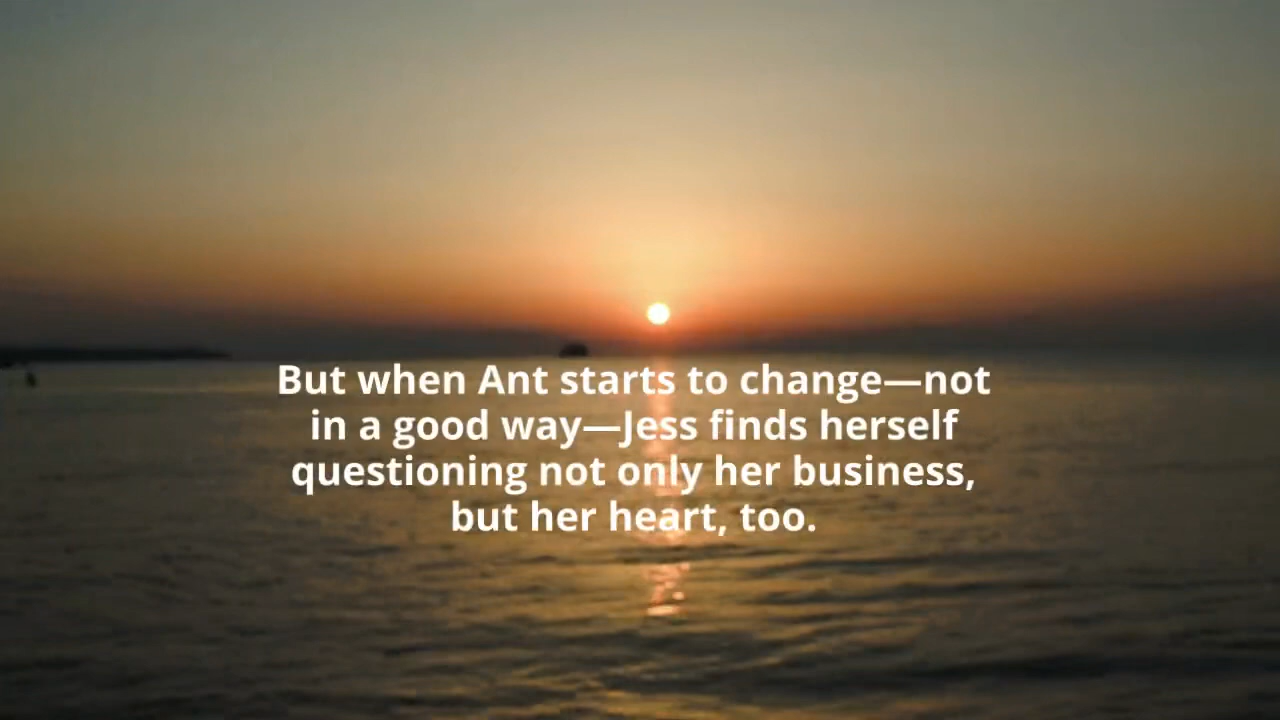 But when Ant starts to change—not
in a good way—Jess finds herself
questioning not only her business,
but her heart, too.